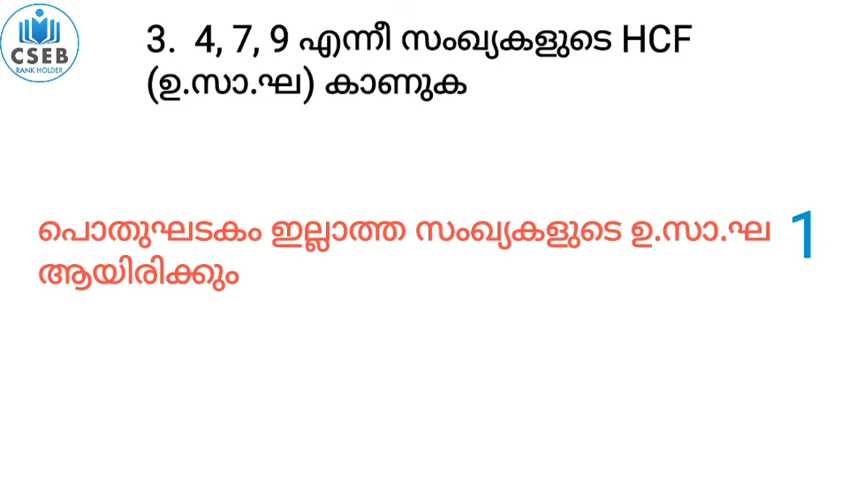 3. 4, 7, 9 എന്നീ സംഖ്യകളുടെ HCF
(ഉ.സാ.ഘ) കാണുക
CSEB
RANK HOLDER
പൊതുഘടകം ഇല്ലാത്ത സംഖ്യകളുടെ ഉ.സാ.ഘ 1
ആയിരിക്കും